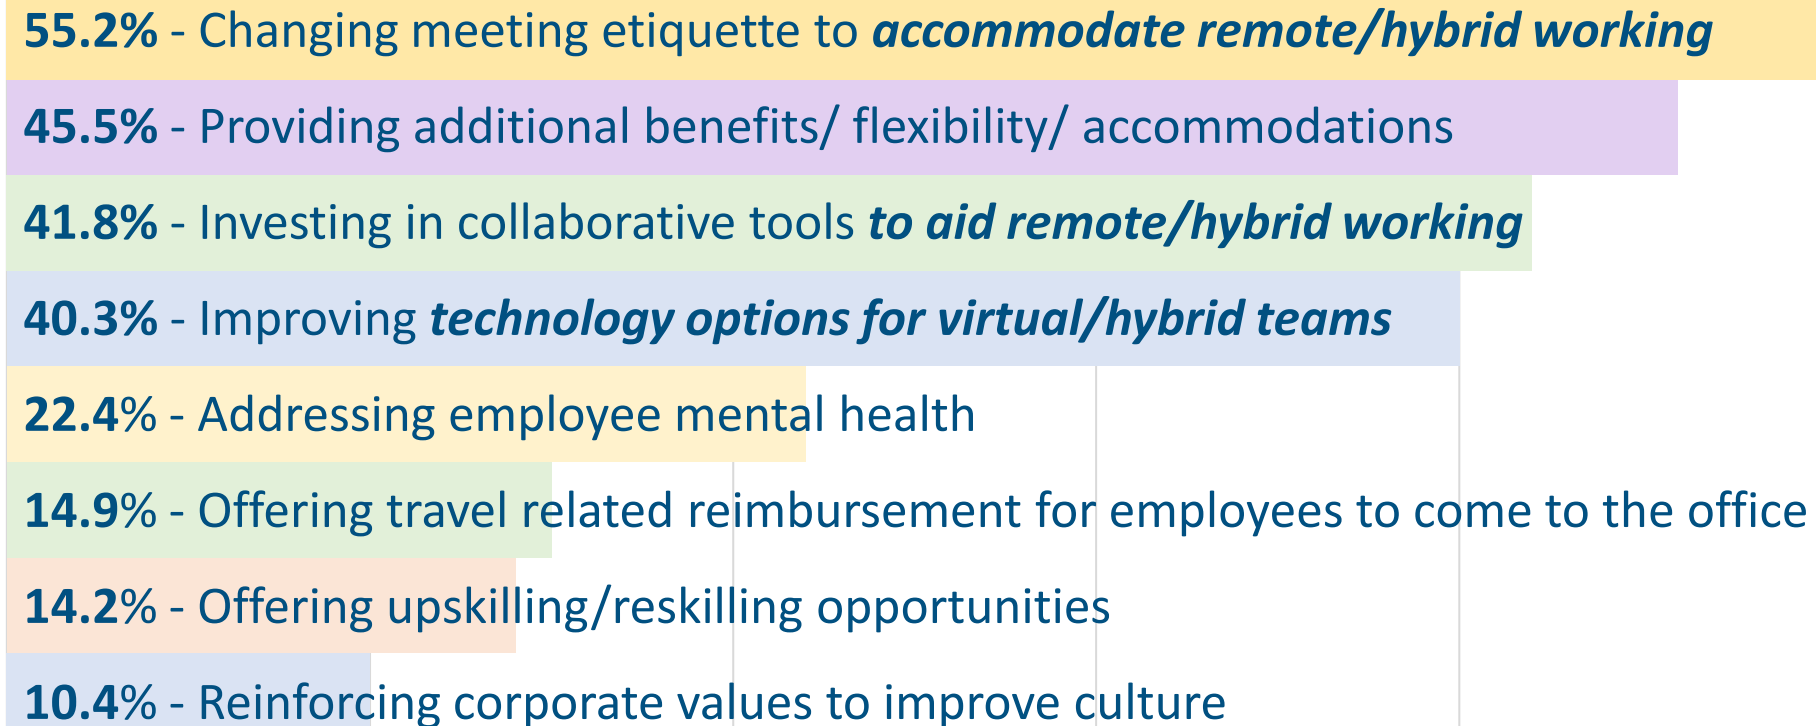 55.2% - Changing meeting etiquette to accommodate remote/hybrid working
45.5% - Providing additional benefits/ flexibility/ accommodations
41.8% - Investing in collaborative tools to aid remote/hybrid working
40.3% - Improving technology options for virtual/hybrid teams
22.4% - Addressing employee mental health
14.9% - Offering travel related reimbursement for employees to come to the office
14.2% - Offering upskilling/reskilling opportunities
10.4% - Reinforcing corporate values to improve culture